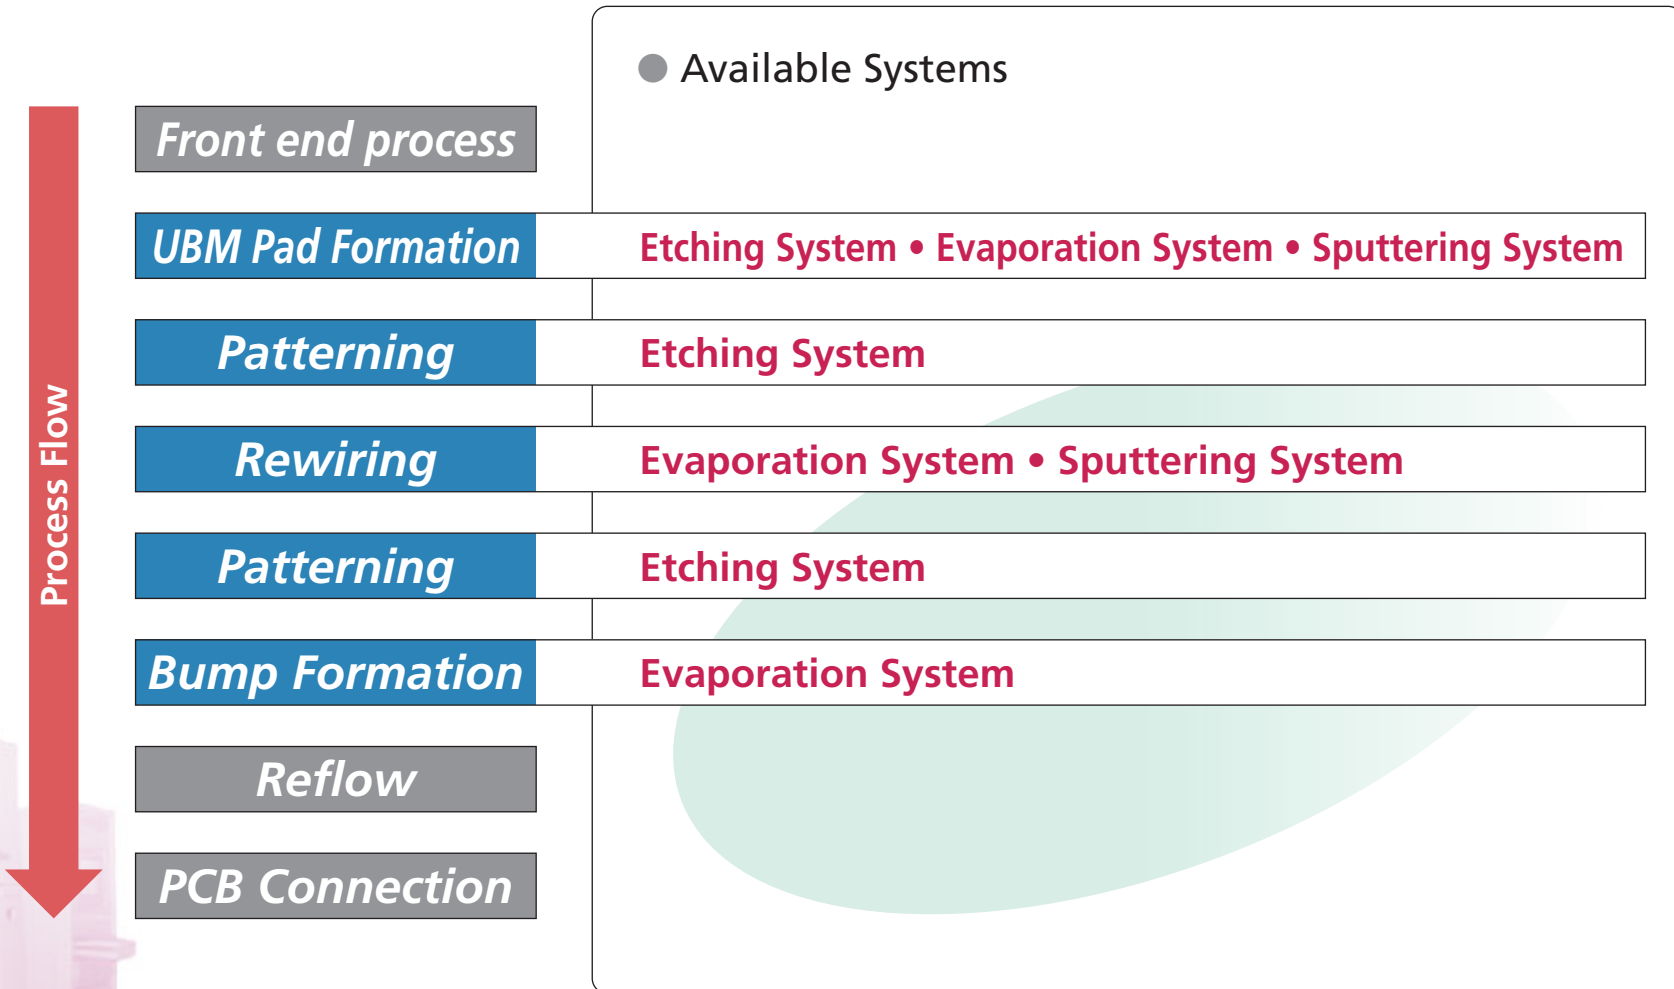 ● Available Systems
Process Flow
Front end process
UBM Pad Formation
Etching System • Evaporation System • Sputtering System
Patterning
Etching System
Rewiring
Evaporation System • Sputtering System
Patterning
Etching System
Bump Formation
Evaporation System
Reflow
PCB Connection